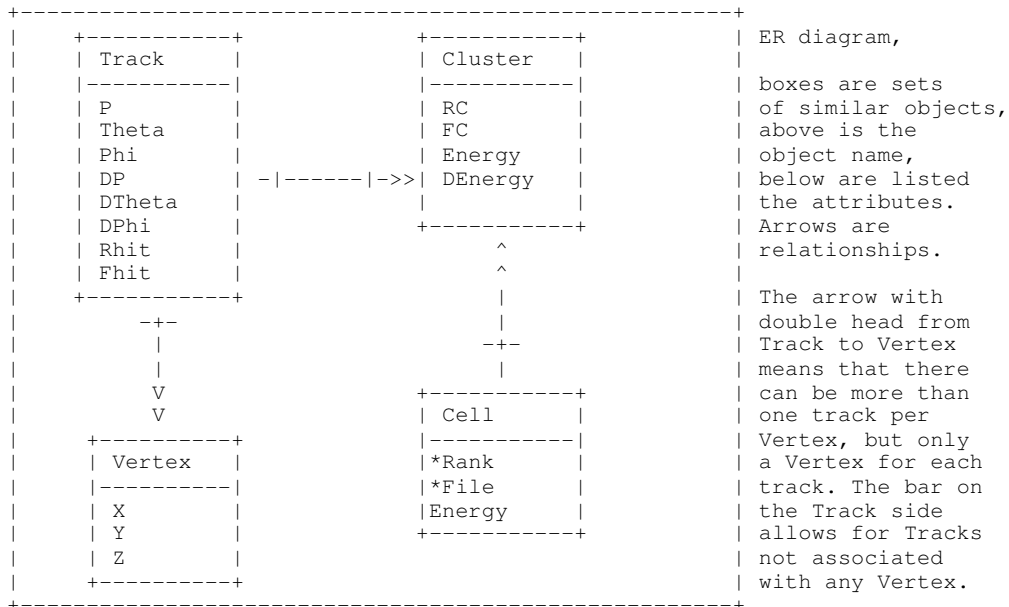 Track
P
Theta
Phi
DP
DTheta
DPhi
Rhit
Fhit
Cluster
RC
FC
Energy
DEnergy
Vertex
X
Y
Z
Cell
*Rank
*File
Energy
ER diagram,
boxes are sets
of similar objects,
above is the
object name,
below are listed
the attributes.
Arrows are
relationships.
The arrow with
double head from
Track to Vertex
means that there
can be more than
one track per
Vertex, but only
a Vertex for each
track. The bar on
the Track side
allows for Tracks
not associated
with any Vertex.